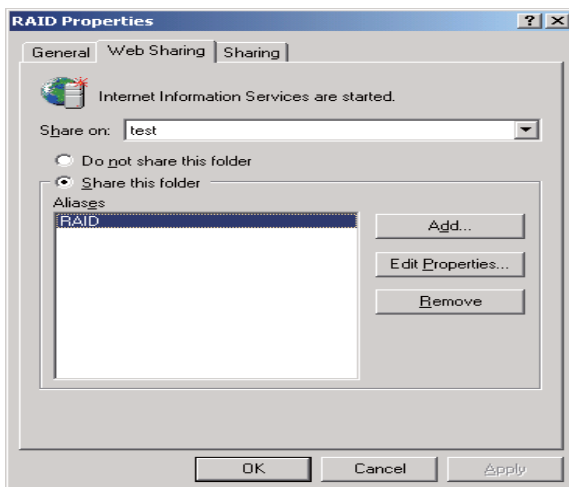 RAID Properties
General Web Sharing Sharing
Internet Information Services are started.
Share on: test
Do not share this folder
Share this folder
Aliases
RAID
Add...
Edit Properties...
Remove
OK Cancel Apply